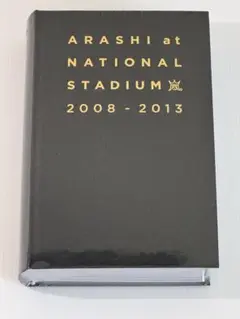 ARASHI at
NATIONAL
STADIUM
2008 - 2013